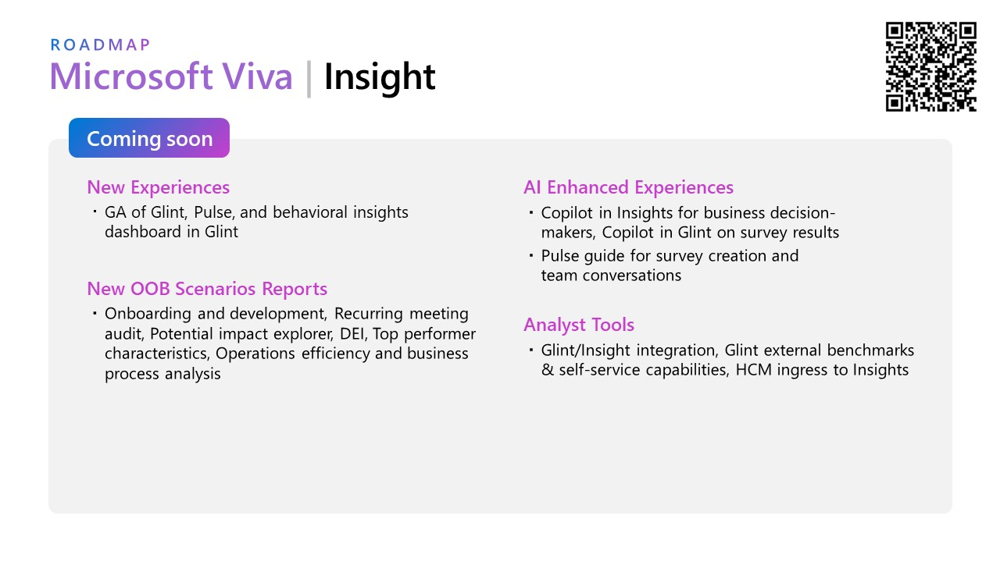 ROADMAP
Microsoft Viva | Insight
Coming soon
New Experiences
▪ GA of Glint, Pulse, and behavioral insights
dashboard in Glint
New OOB Scenarios Reports
▪ Onboarding and development, Recurring meeting
audit, Potential impact explorer, DEI, Top performer
characteristics, Operations efficiency and business
process analysis
AI Enhanced Experiences
▪ Copilot in Insights for business decision-
makers, Copilot in Glint on survey results
▪ Pulse guide for survey creation and
team conversations
Analyst Tools
▪ Glint/Insight integration, Glint external benchmarks
& self-service capabilities, HCM ingress to Insights